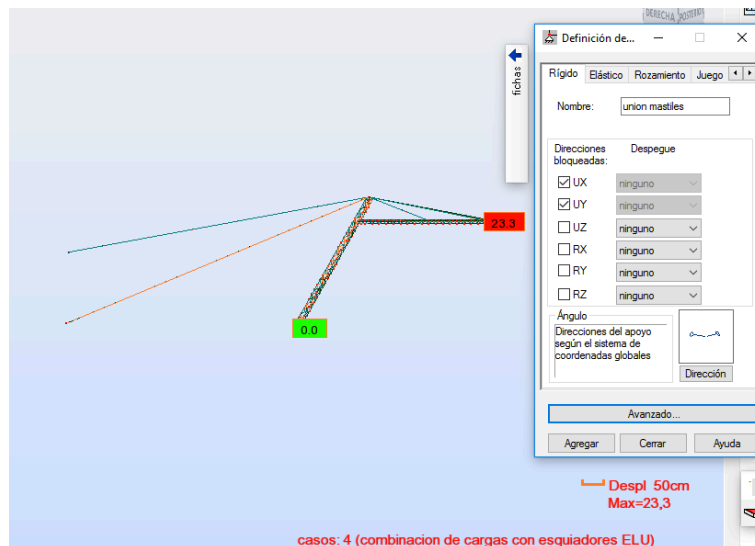 DERECHA
POSTERIO
Definición de...
fichas
Rígido Elástico Rozamiento Juego
Nombre: union mastiles
Direcciones bloqueadas: Despegue
UX ninguno
UY ninguno
UZ ninguno
RX ninguno
RY ninguno
RZ ninguno
Ángulo
Direcciones del apoyo
según el sistema de
coordenadas globales
Dirección
Avanzado...
Agregar Cerrar Ayuda
23.3
0.0
Despl 50cm
Max=23,3
casos: 4 (combinacion de cargas con esquiadores ELU)